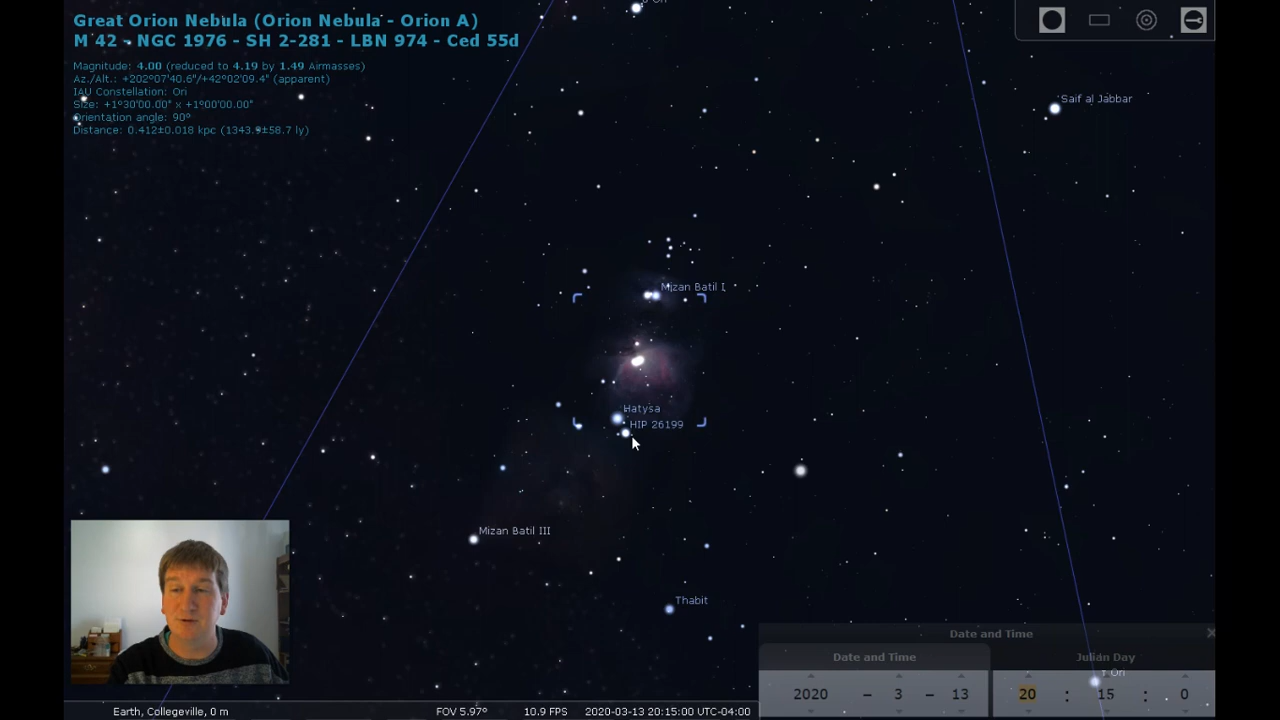 Great Orion Nebula (Orion Nebula - Orion A)
M 42 - NGC 1976 - SH 2-281 - LBN 974 - Ced 55d
Magnitude: 4.00 (reduced to 4.19 by 1.49 Airmasses)
Az./Alt.: +202°07'40.6"/+42°02'09.4" (apparent)
IAU Constellation: Ori
Size: +1°30'00.00" x +1°00'00.00"
Orientation angle: 90°
Distance: 0.412±0.018 kpc (1343.9±58.7 ly)
Ori
Saif al Jabbar
Mizan Batil I
Hatysa
HIP 26199
Mizan Batil III
Thabit
Date and Time
Date and Time
Julian Day
τ Ori
2020 - 3 - 13
20 : 15 : 0
Earth, Collegeville, 0 m
FOV 5.97°
10.9 FPS
2020-03-13 20:15:00 UTC-04:00